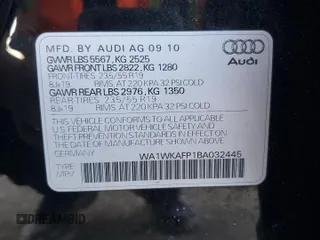 MFD. BY AUDI AG 09 10
GVWR LBS 5567, KG 2525
GAWR FRONT LBS 2822, KG 1280
FRONT-TIRES 235/55 R19
8Jx19 RIMS AT 220 KPA 32 PSI COLD
GAWR REAR LBS 2976, KG 1350
REAR-TIRES 235/55 R19
8Jx19 RIMS AT 220 KPA 32 PSI COLD
Audi
THIS VEHICLE CONFORMS TO ALL APPLICABLE
U.S. FEDERAL MOTOR VEHICLE SAFETY AND
THEFT PREVENTION STANDARDS IN EFFECT ON
THE DATE OF MANUFACTURE SHOWN ABOVE
GERMANY WA1WKAFP1BA032445
TYPE: MPV
AUTOBIDMASTER